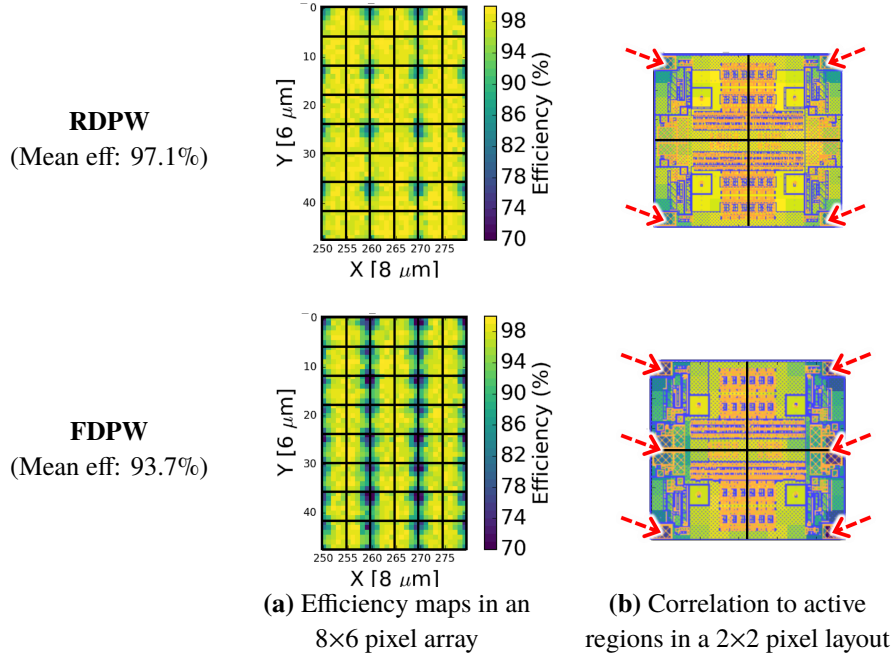 RDPW
(Mean eff: 97.1%)
0
10
20
30
40
Y [6 μm]
250 255 260 265 270 275
X [8 μm]
98
94
90
86
82
78
74
70
Efficiency (%)
FDPW
(Mean eff: 93.7%)
0
10
20
30
40
Y [6 μm]
250 255 260 265 270 275
X [8 μm]
98
94
90
86
82
78
74
70
Efficiency (%)
(a) Efficiency maps in an
8×6 pixel array
(b) Correlation to active
regions in a 2×2 pixel layout